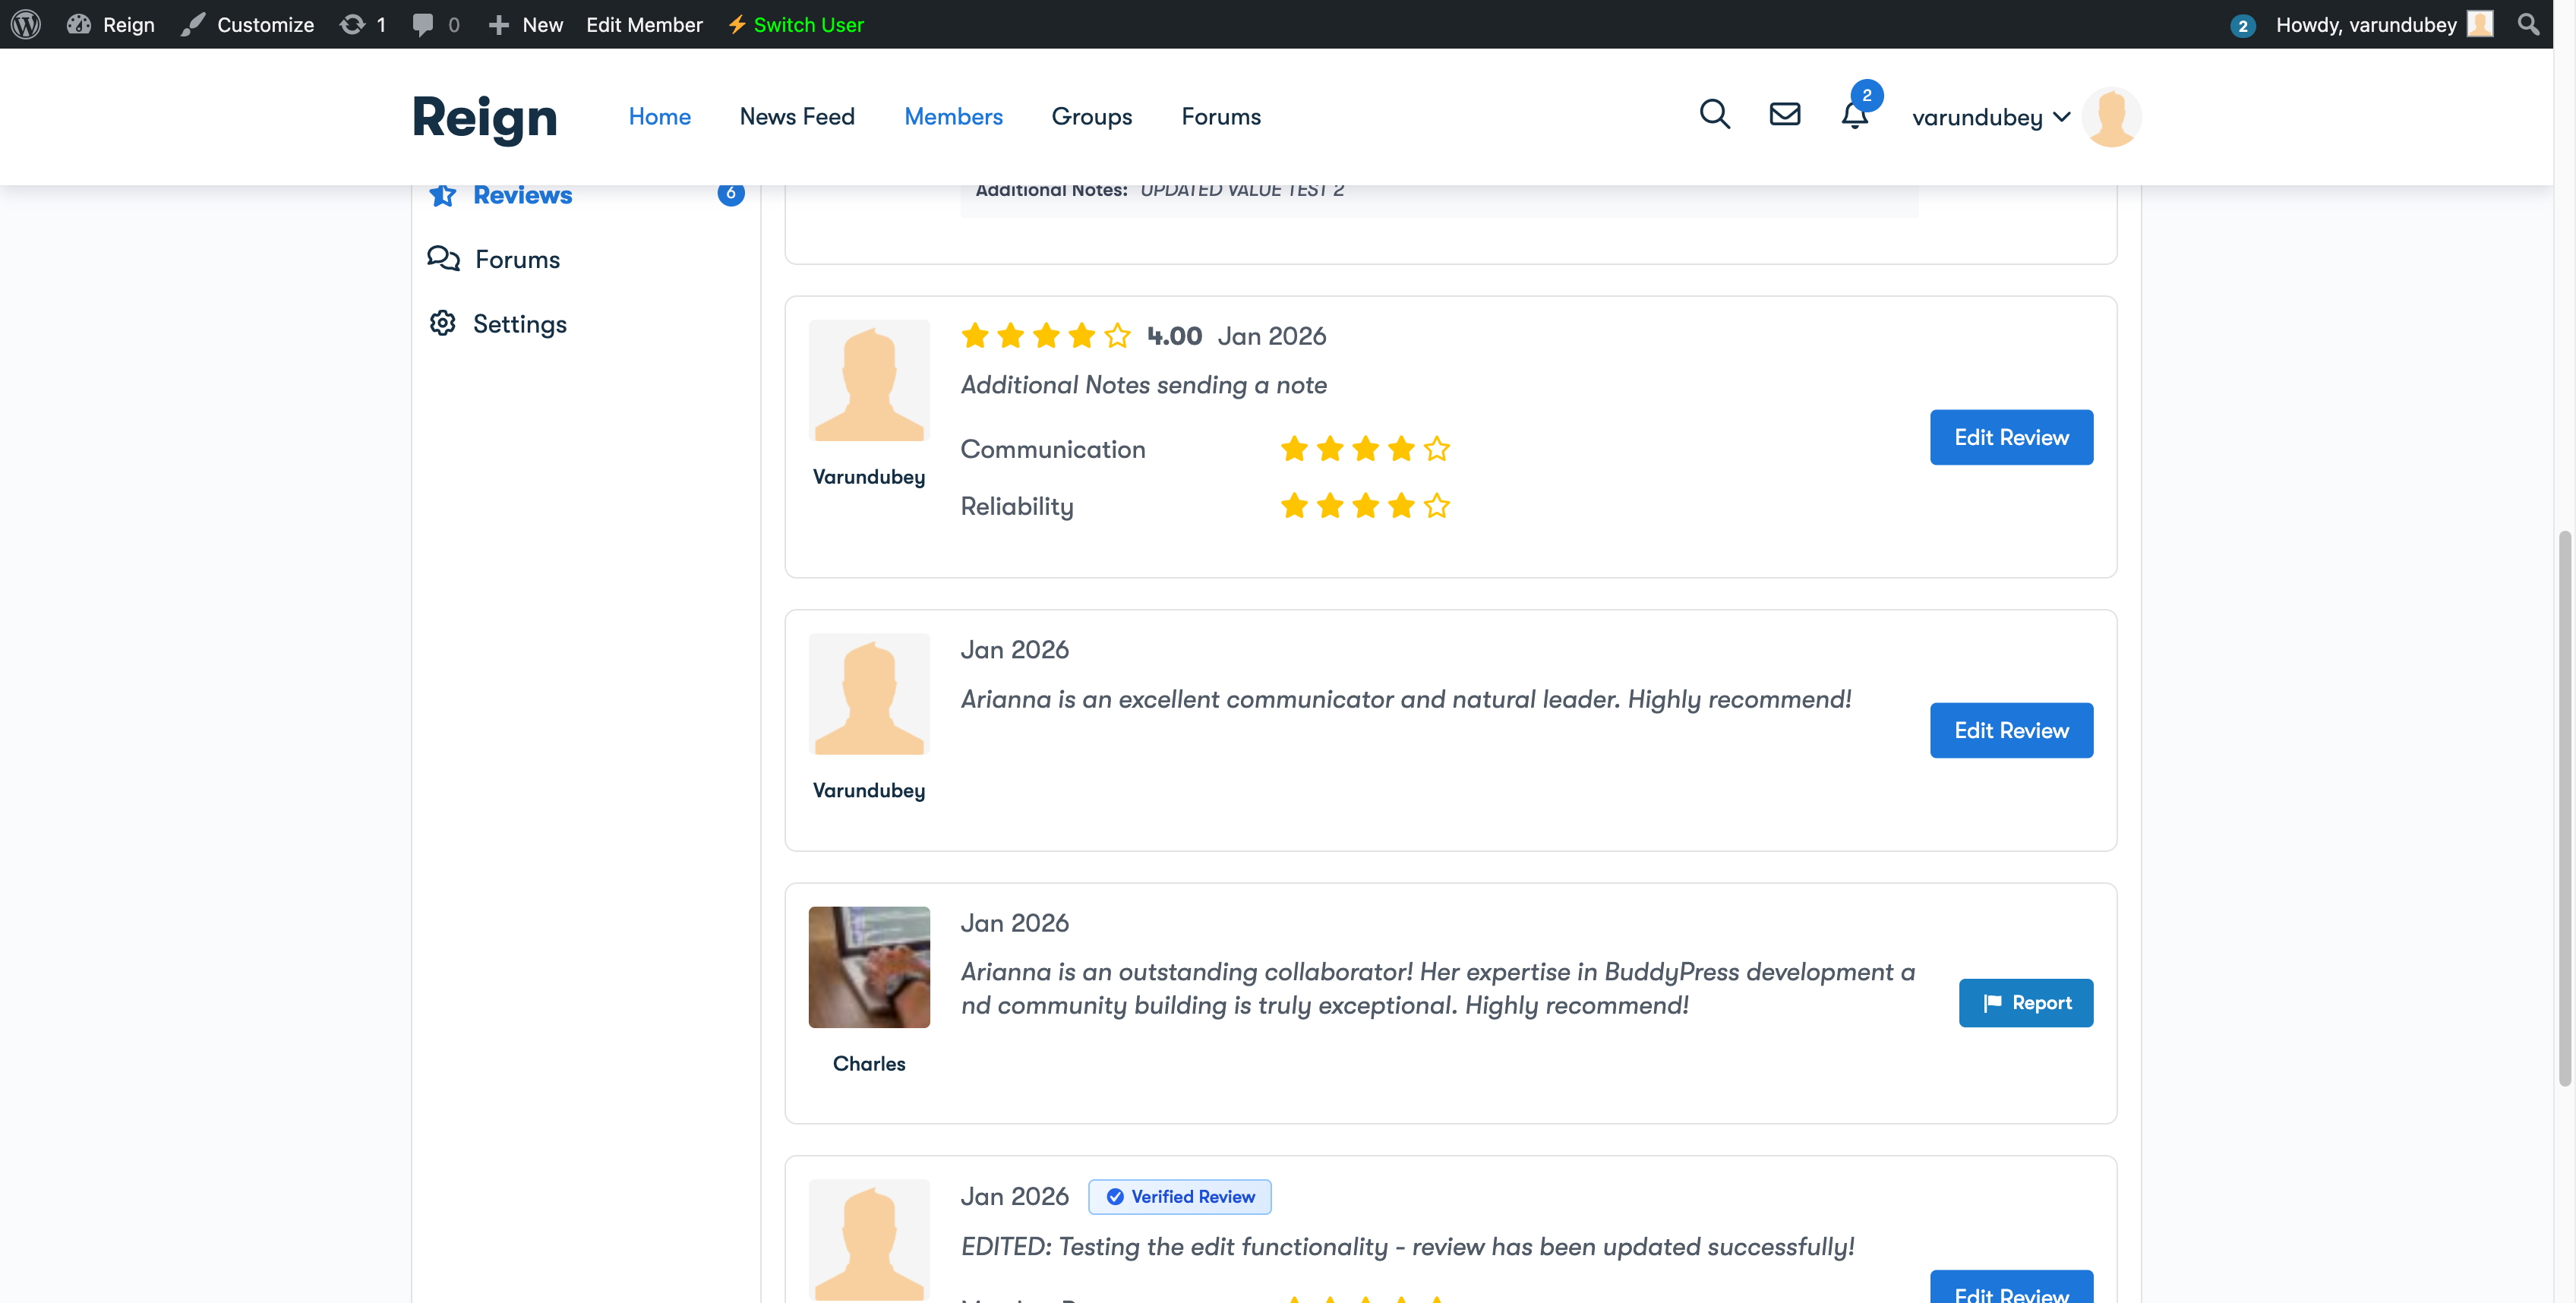 Reign Customize 1 0 New Edit Member Switch User 2 Howdy, varundubey
Reign Home News Feed Members Groups Forums 2 varundubey
Reviews 6
Additional Notes: UPDATED VALUE TEST 2
Forums
Settings
4.00 Jan 2026
Additional Notes sending a note
Communication
Edit Review
Varundubey
Reliability
Jan 2026
Arianna is an excellent communicator and natural leader. Highly recommend!
Edit Review
Varundubey
Jan 2026
Arianna is an outstanding collaborator! Her expertise in BuddyPress development a
nd community building is truly exceptional. Highly recommend!
Report
Charles
Jan 2026 Verified Review
EDITED: Testing the edit functionality - review has been updated successfully!
Edit Review